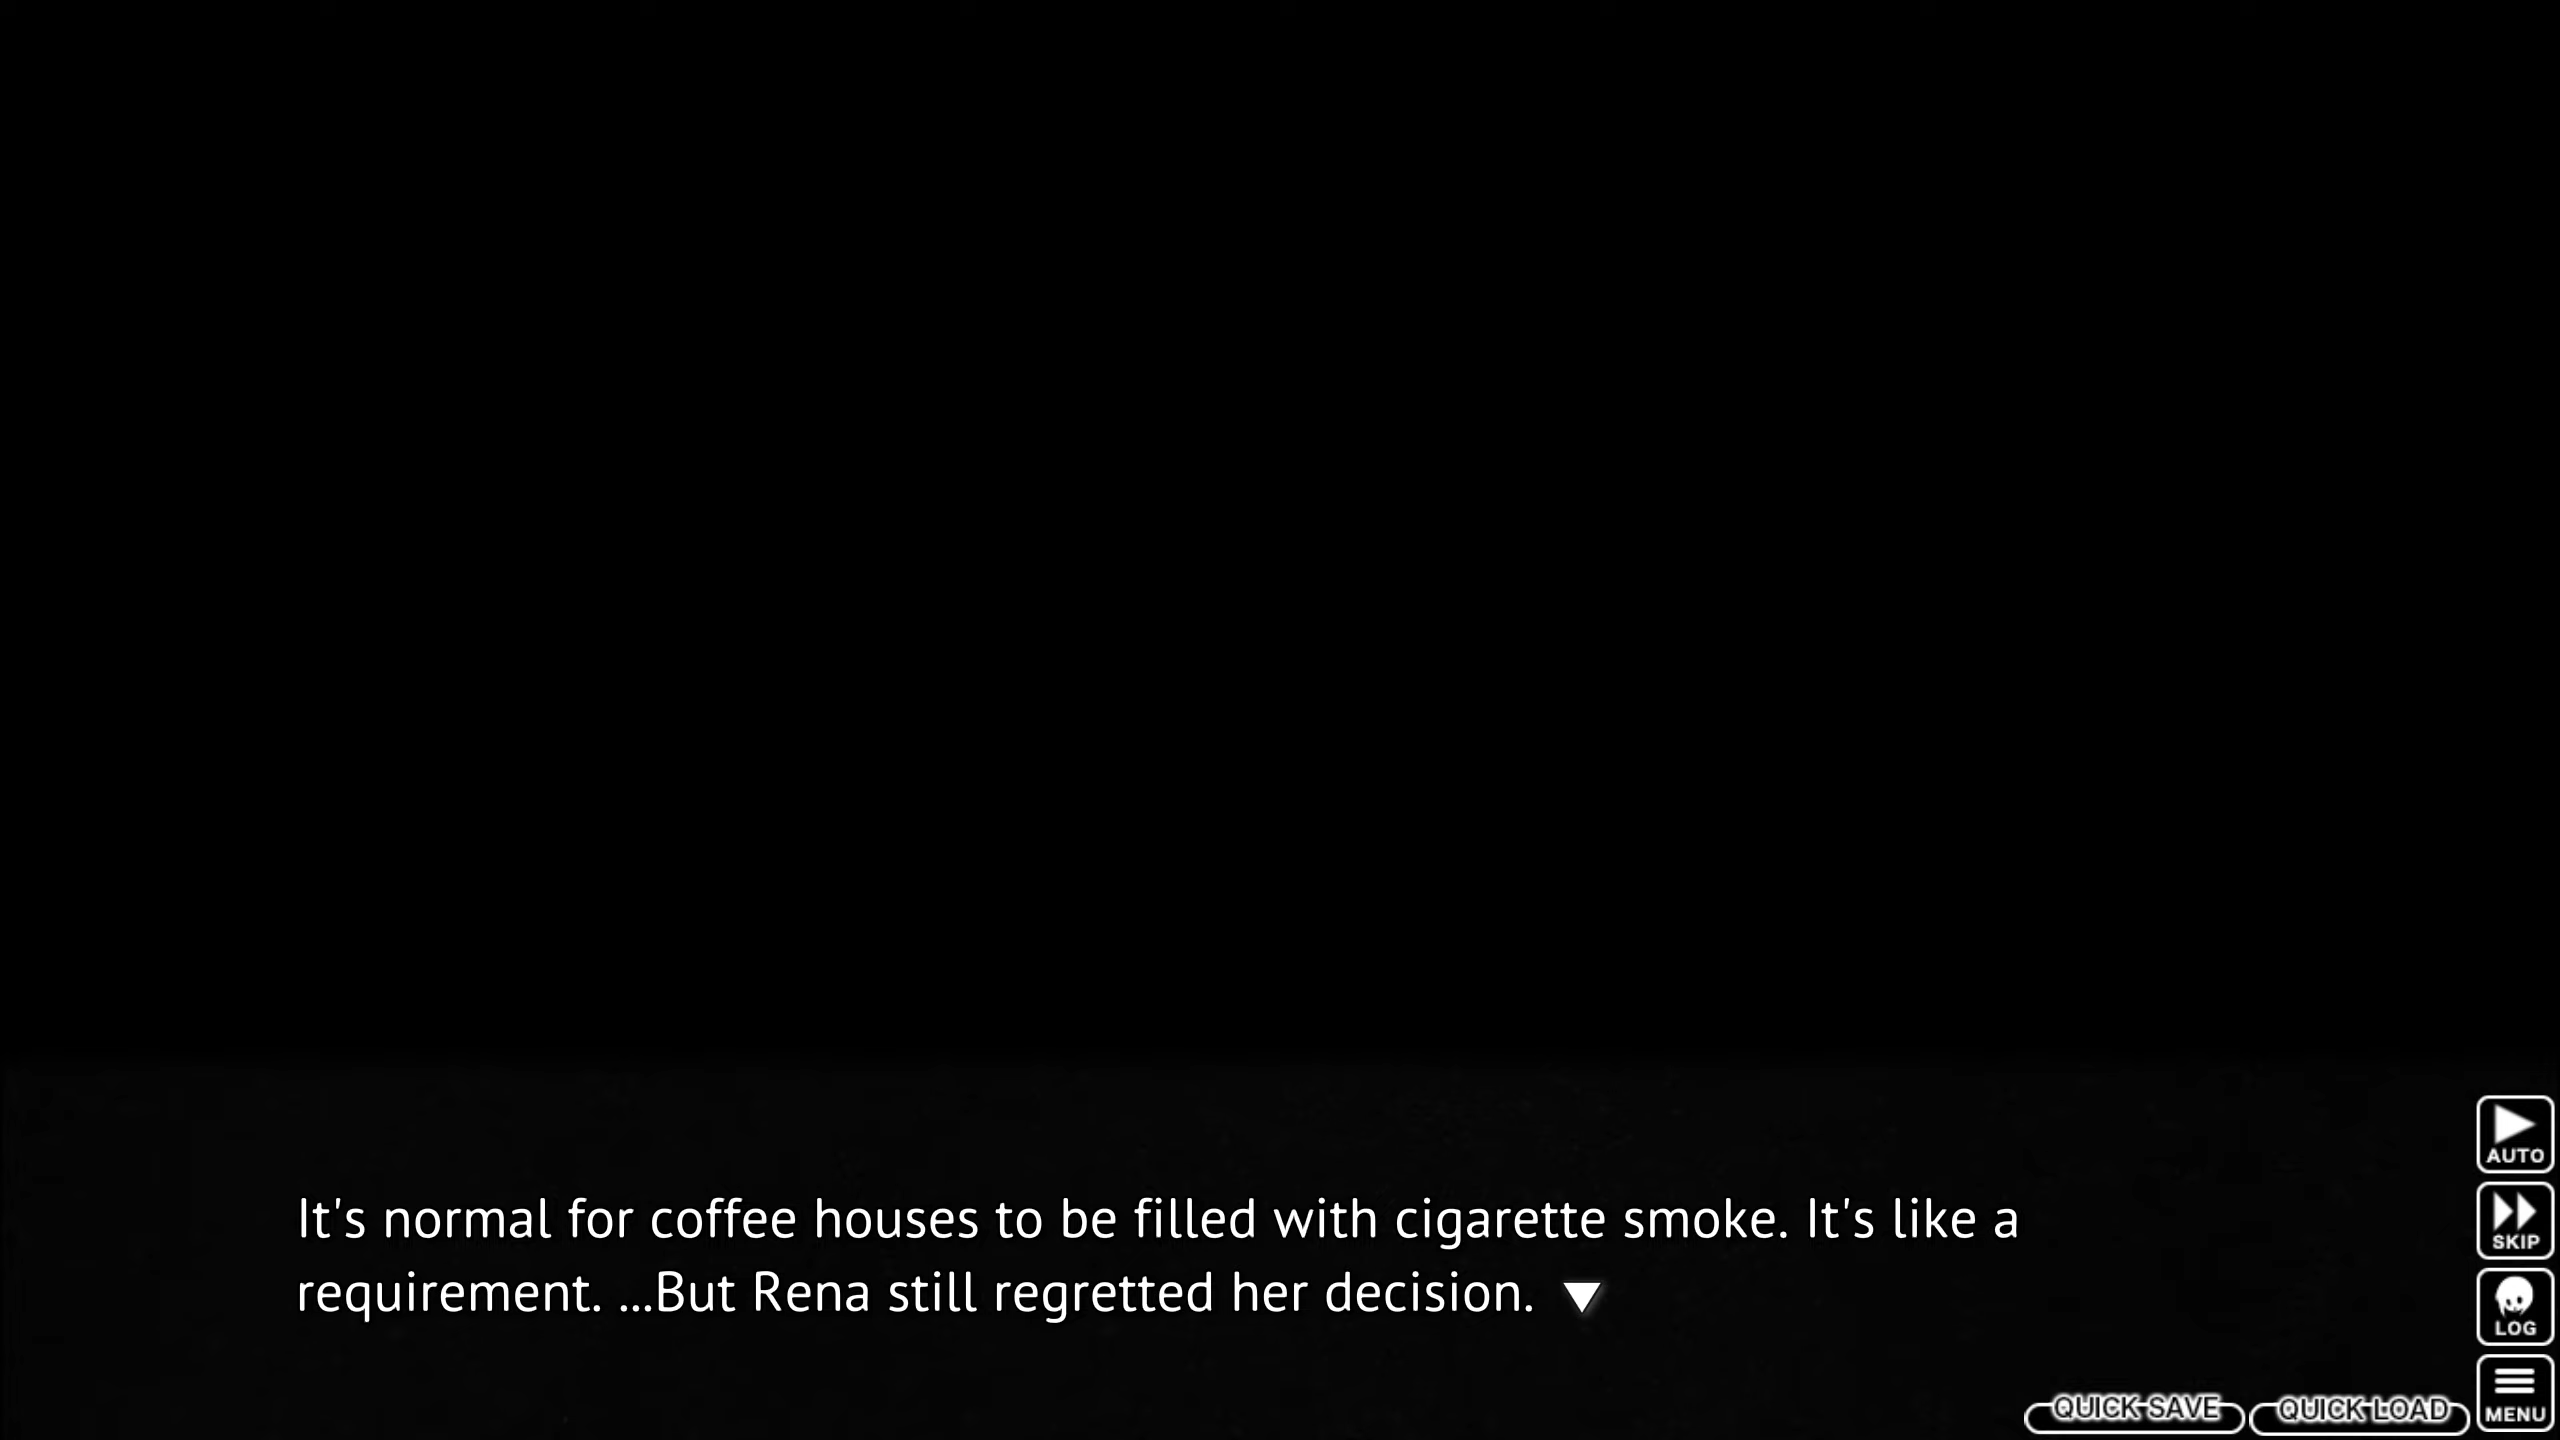 It's normal for coffee houses to be filled with cigarette smoke. It's like a
requirement. ...But Rena still regretted her decision.
AUTO
SKIP
LOG
MENU
QUICK SAVE
QUICK LOAD